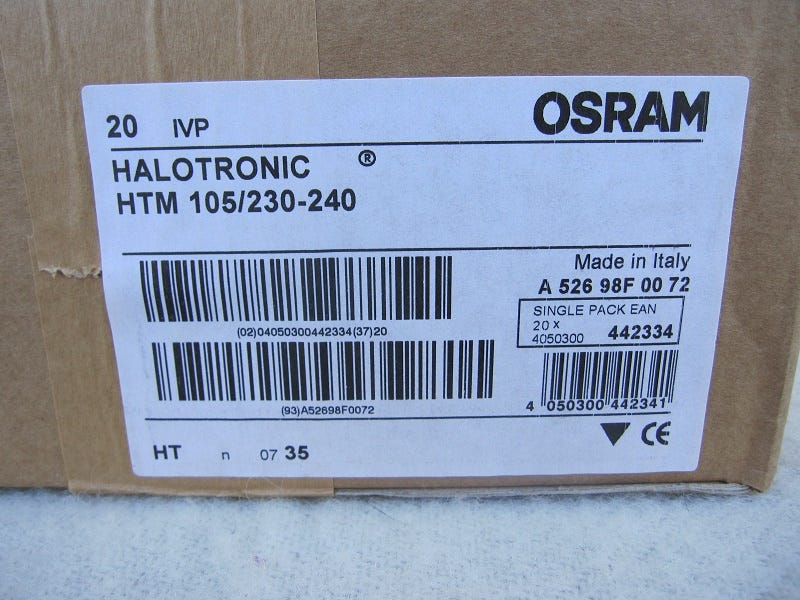 20 IVP
OSRAM
HALOTRONIC ®
HTM 105/230-240
Made in Italy
A 526 98F 00 72
SINGLE PACK EAN
20 x
4050300 442334
(02)04050300442334(37)20
(93)A52698F0072
4 050300 442341
CE
HT n 07 35